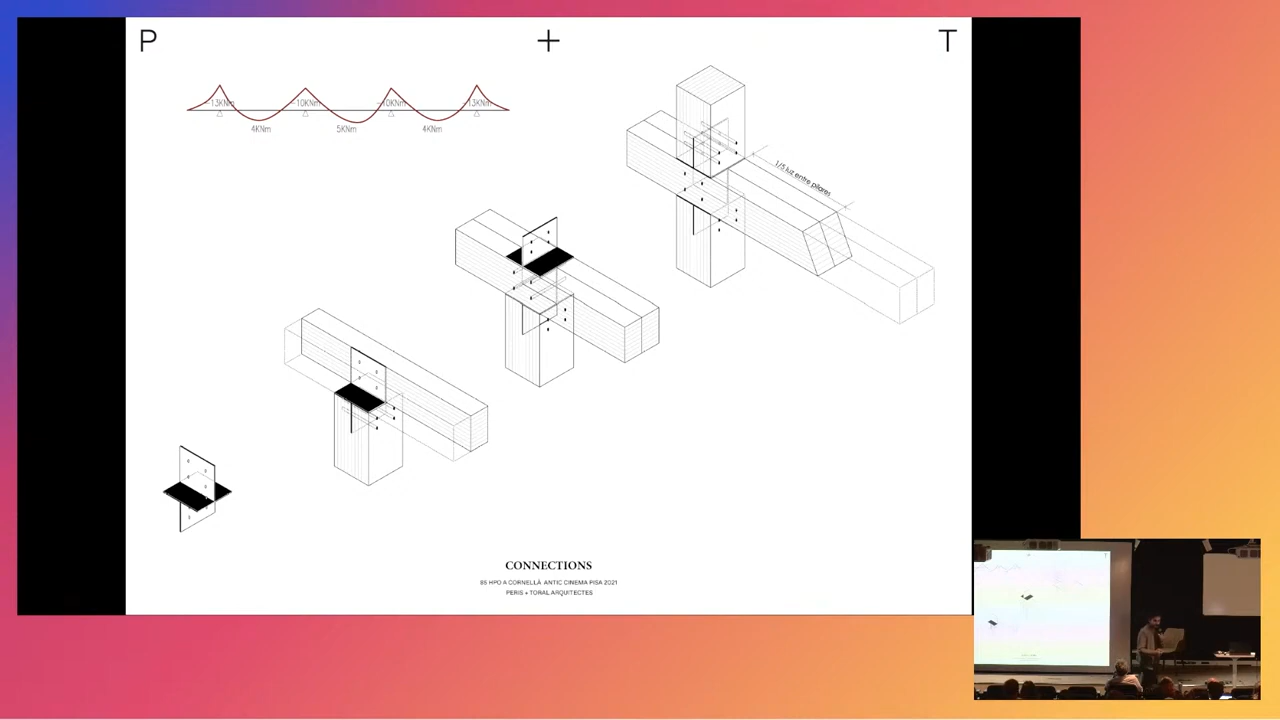 P + T
-13KNm -10KNm -10KNm -13KNm
4KNm 5KNm 4KNm
1/5 luz entre pilares
CONNECTIONS
85 HPO A CORNELLÀ ANTIC CINEMA PISA 2021
PERIS + TORAL ARQUITECTES